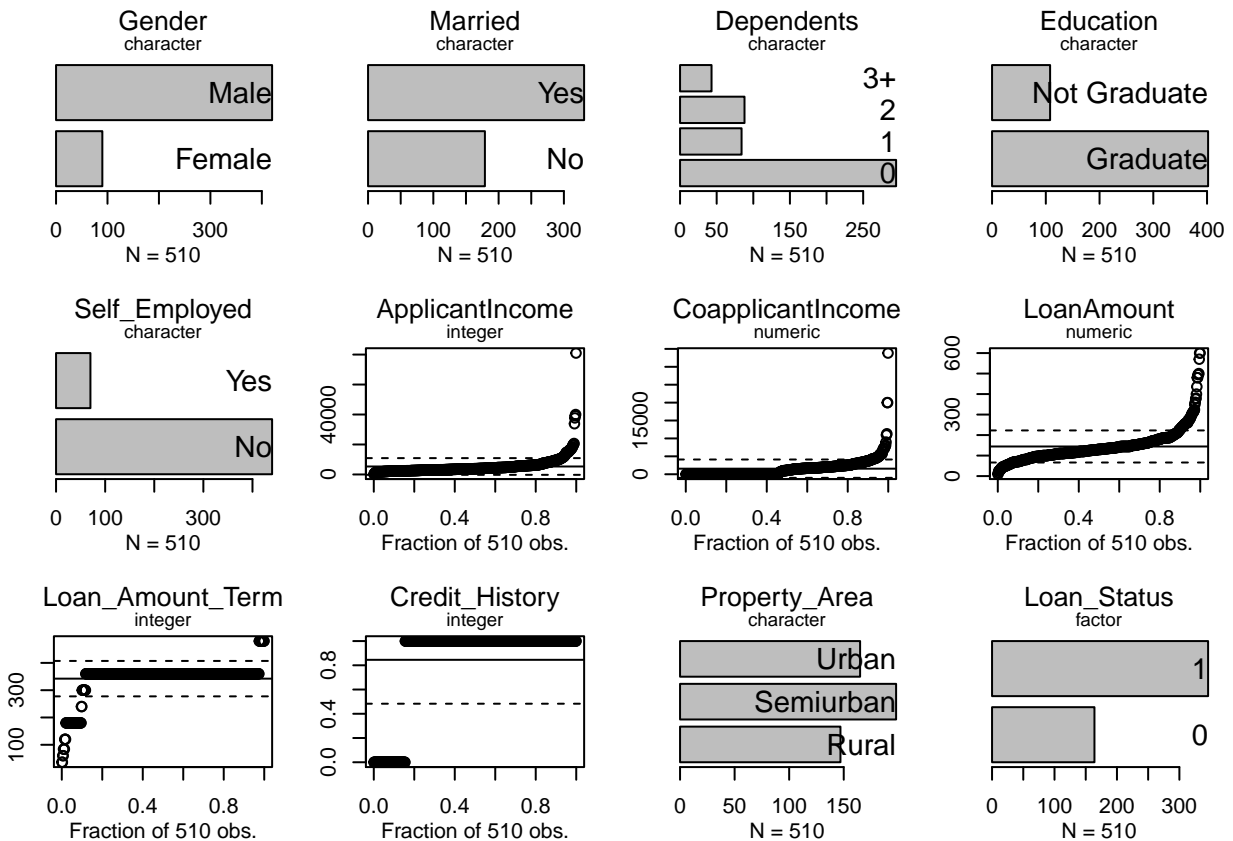 Gender
character
Male
Female
0 100 300
N = 510
Married
character
Yes
No
0 100 200 300
N = 510
Dependents
character
3+
2
1
0
0 50 150 250
N = 510
Education
character
Not Graduate
Graduate
0 100 200 300 400
N = 510
Self_Employed
character
Yes
No
0 100 300
N = 510
ApplicantIncome
integer
40000
0
0.0 0.4 0.8
Fraction of 510 obs.
CoapplicantIncome
numeric
15000
0
0.0 0.4 0.8
Fraction of 510 obs.
LoanAmount
numeric
600
300
0
0.0 0.4 0.8
Fraction of 510 obs.
Loan_Amount_Term
integer
300
100
0.0 0.4 0.8
Fraction of 510 obs.
Credit_History
integer
0.8
0.4
0.0
0.0 0.4 0.8
Fraction of 510 obs.
Property_Area
character
Urban
Semiurban
Rural
0 50 100 150
N = 510
Loan_Status
factor
1
0
0 100 200 300
N = 510